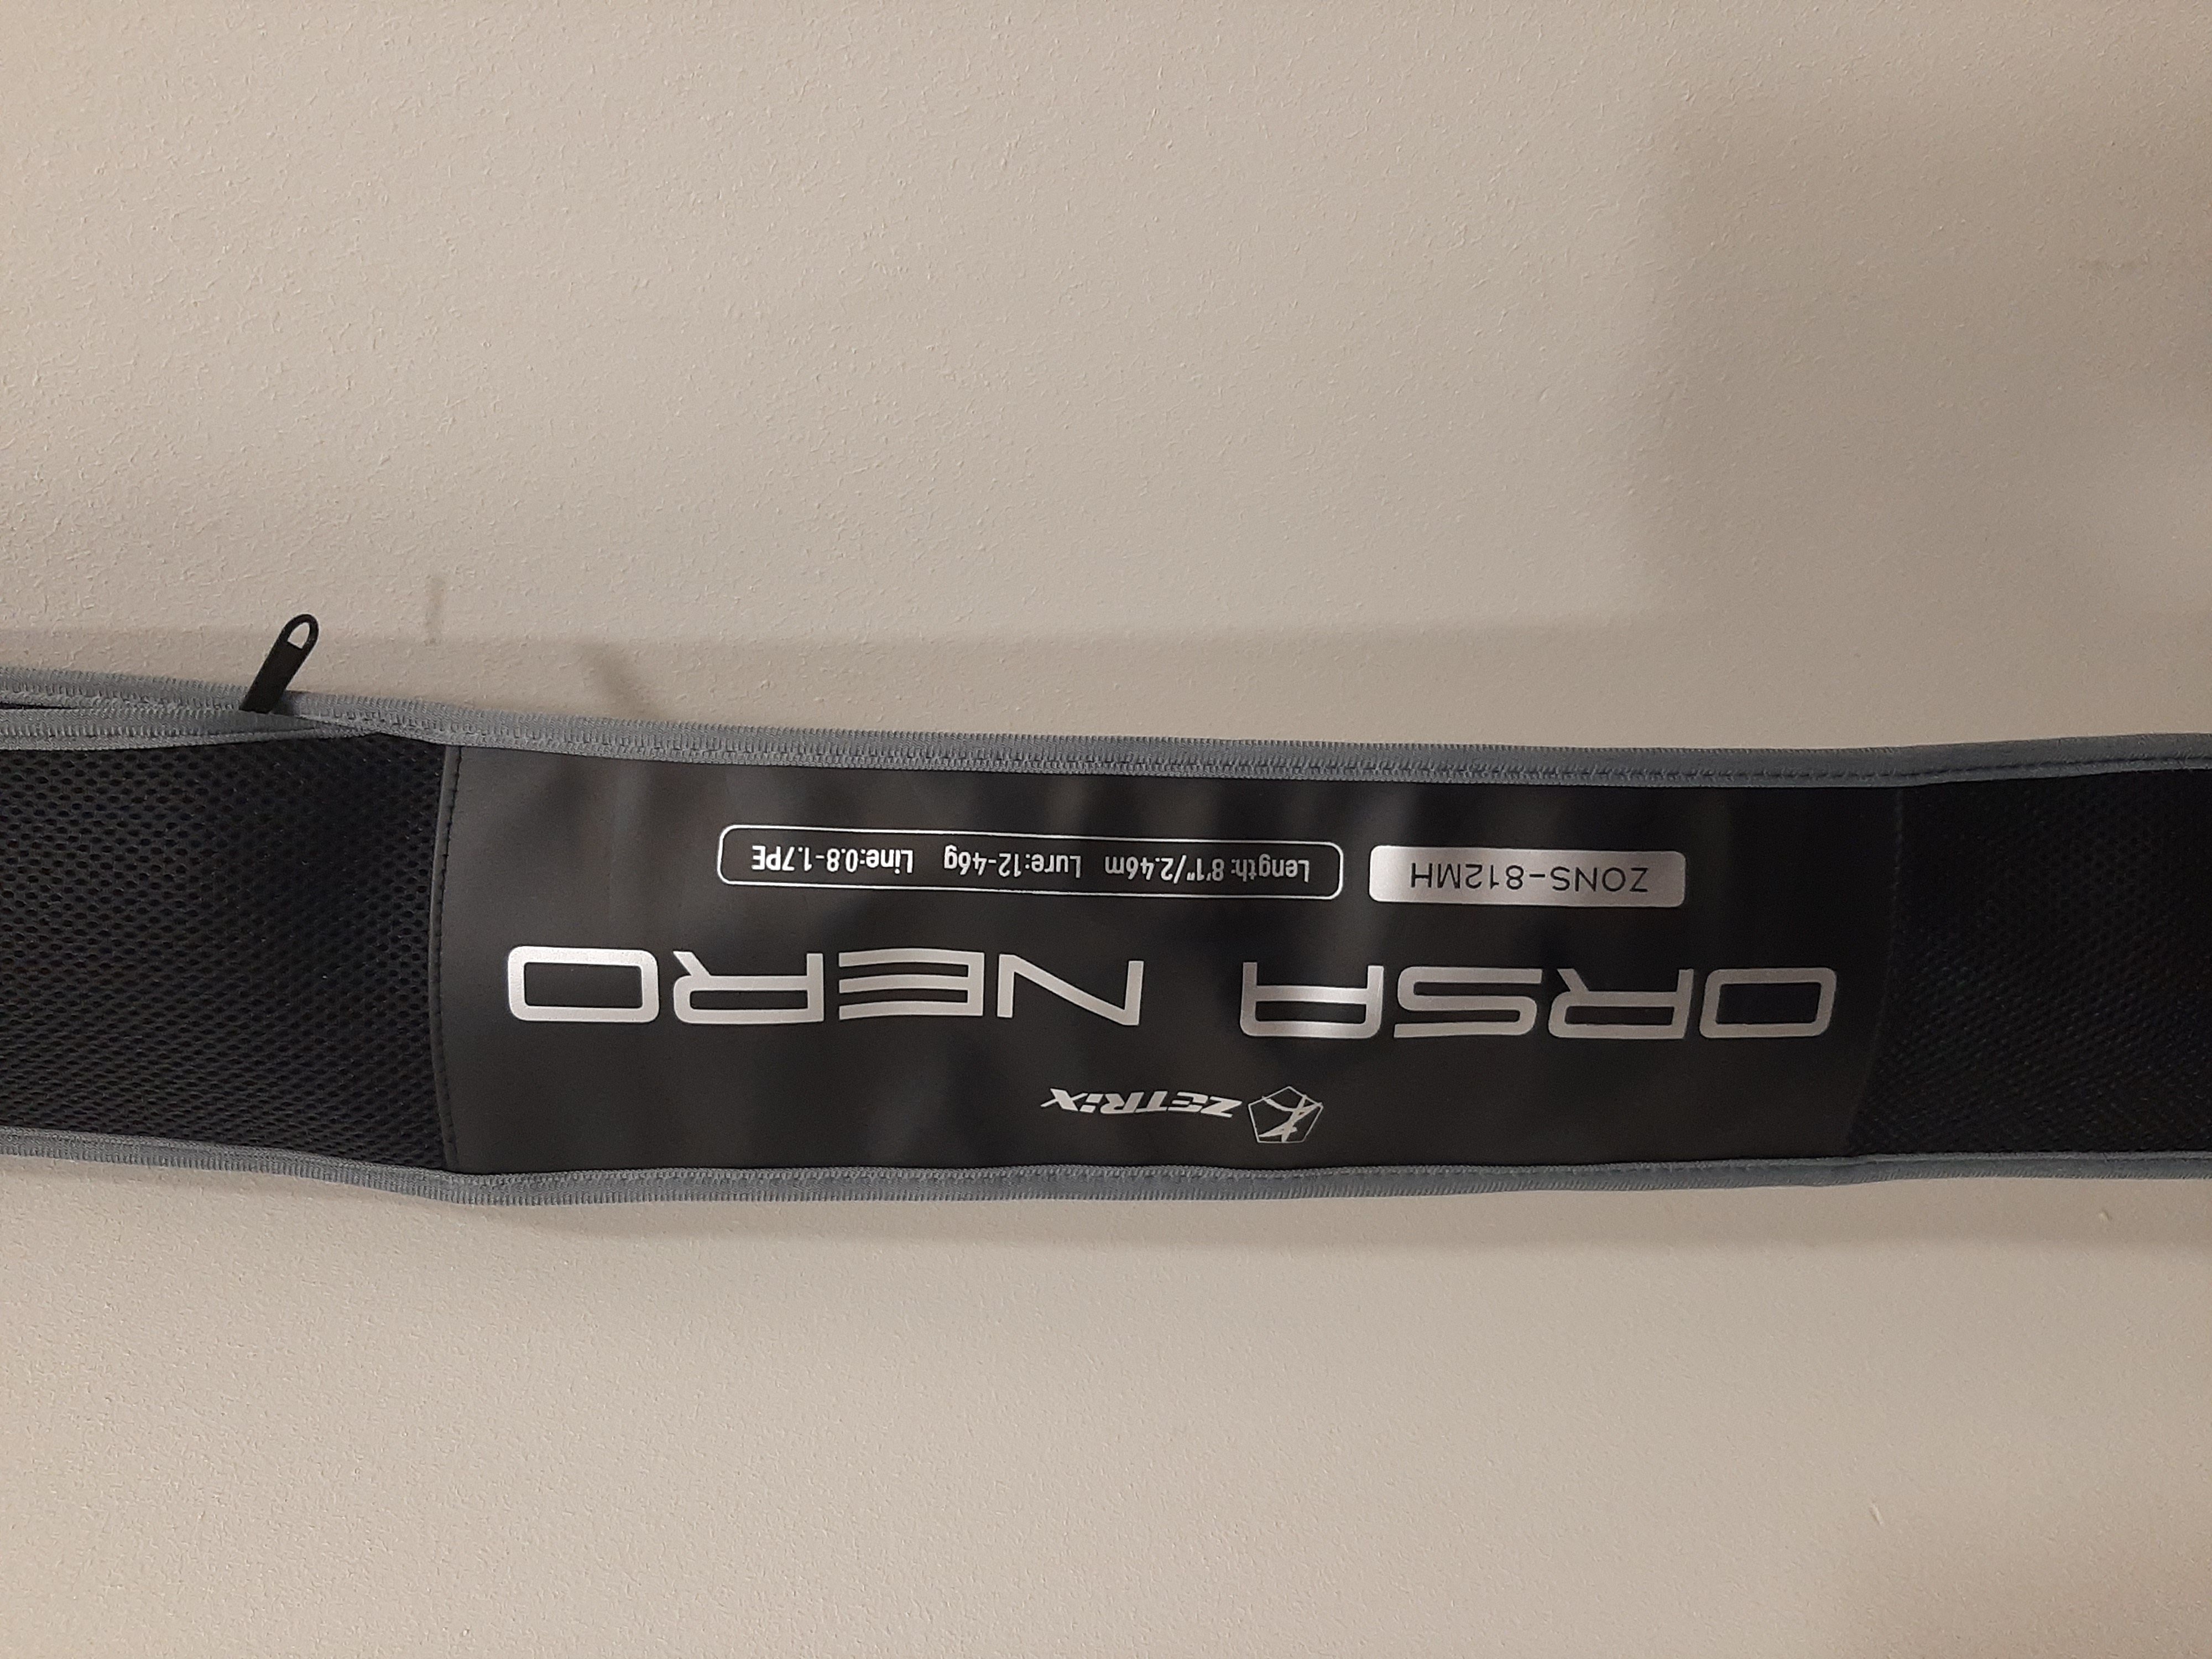 ZETRiX
ORSA NERO
ZONS-812MH Length: 8'1"/2.46m Lure:12-46g Line:0.8-1.7PE